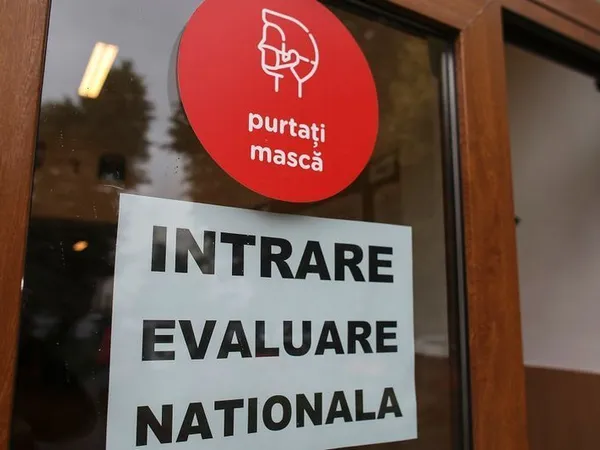 purtați
mască
INTRARE
EVALUARE
NATIONALA